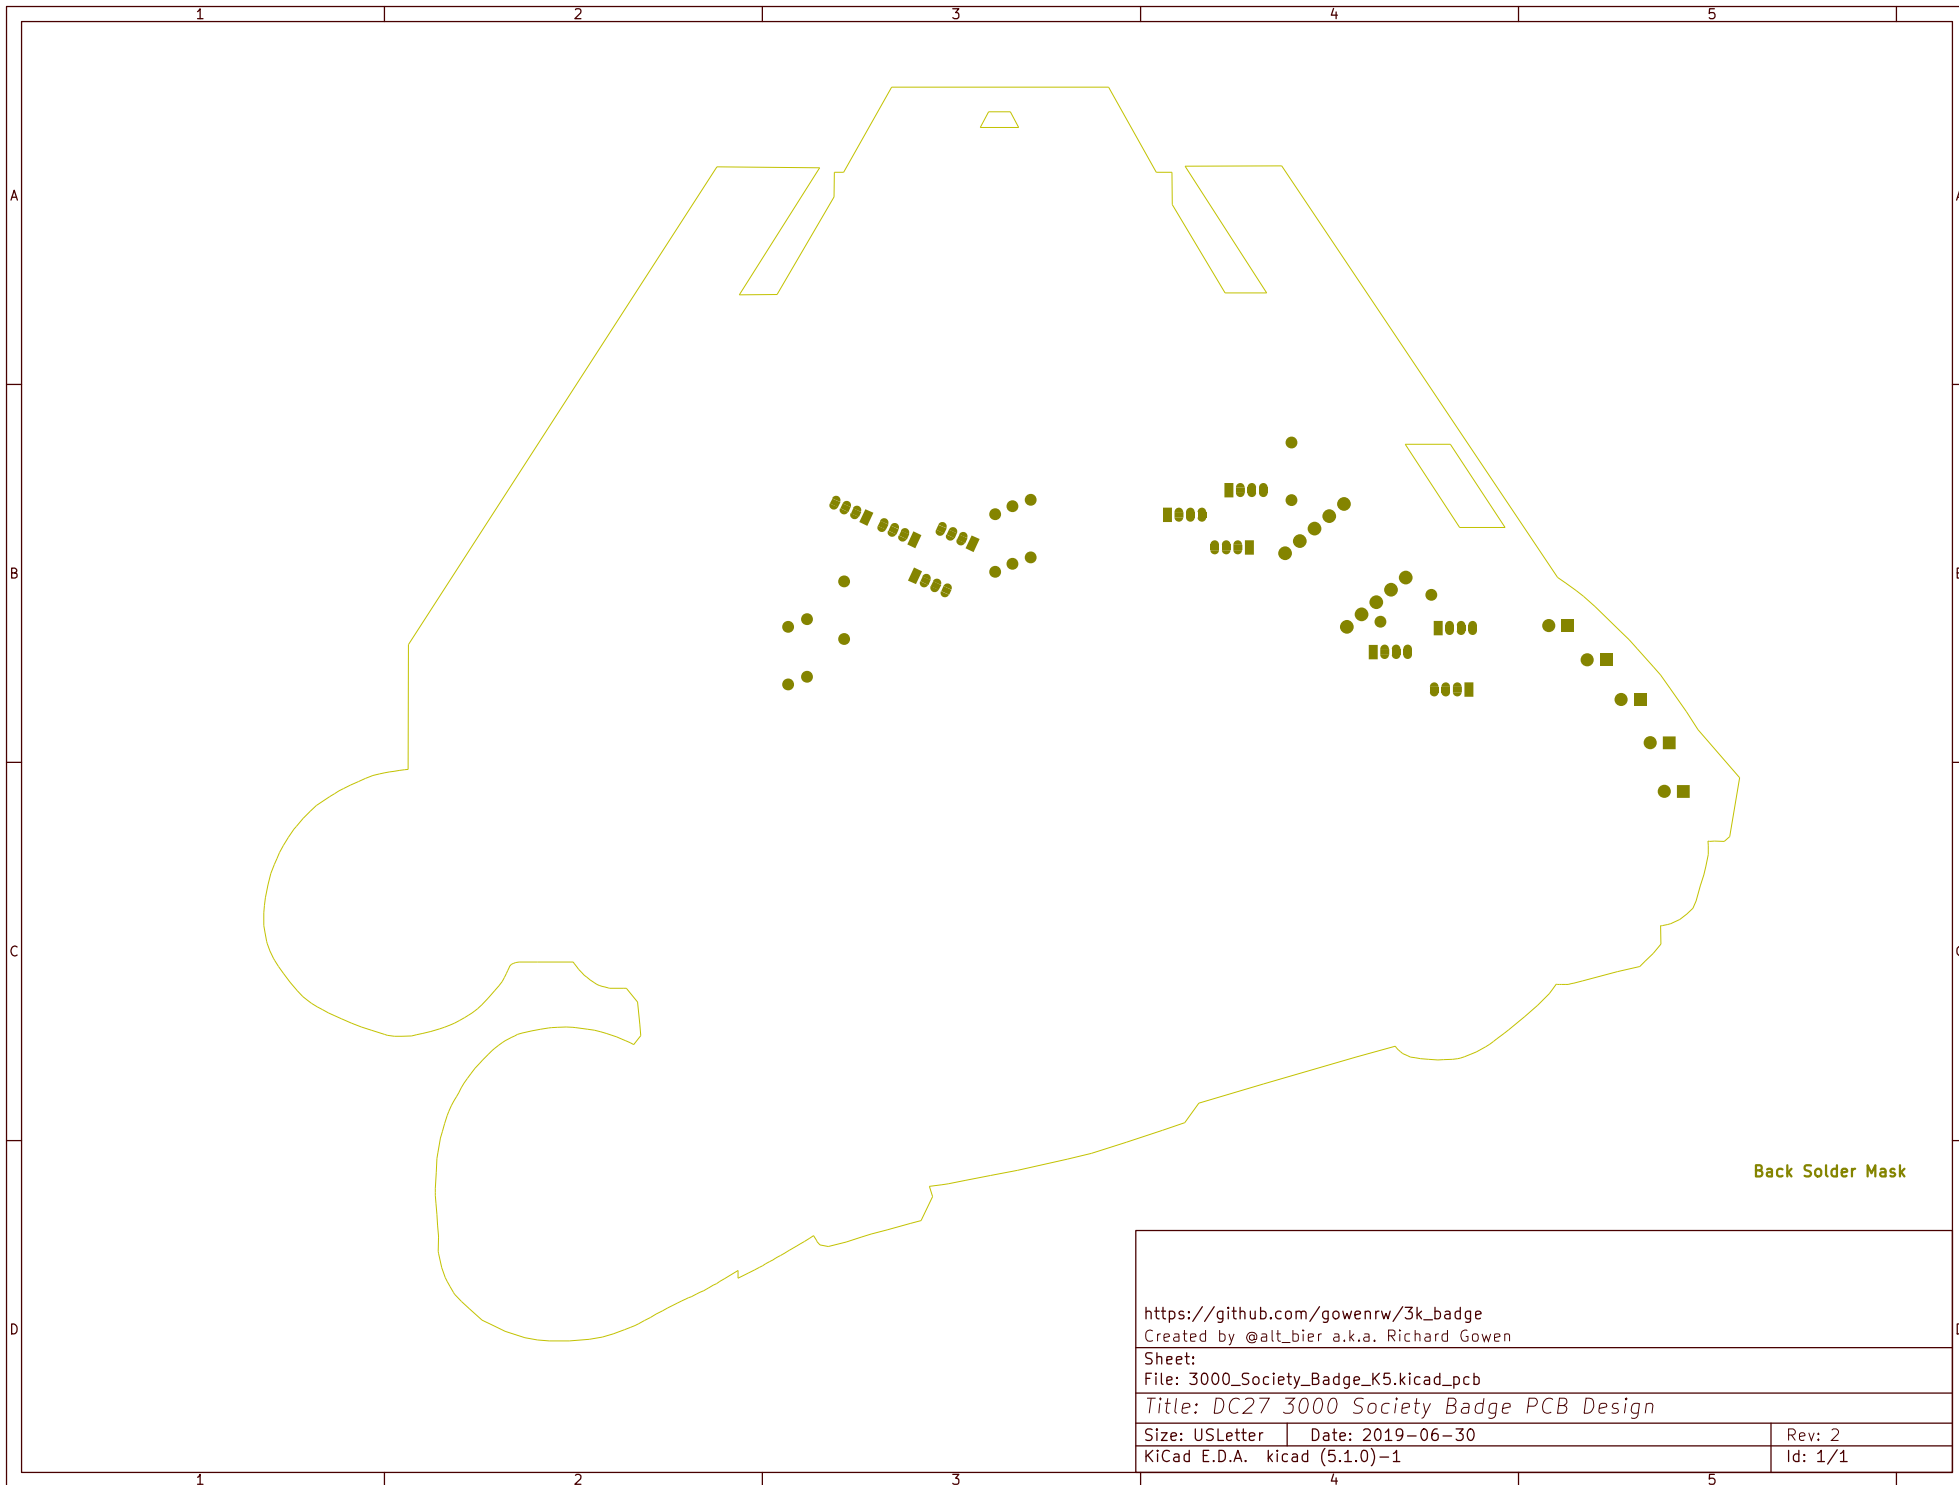 1 2 3 4 5
A A
B B
C C
D D
Back Solder Mask
https://github.com/gowenrw/3k_badge
Created by @alt_bier a.k.a. Richard Gowen
Sheet:
File: 3000_Society_Badge_K5.kicad_pcb
Title: DC27 3000 Society Badge PCB Design
Size: USLetter Date: 2019-06-30 Rev: 2
KiCad E.D.A. kicad (5.1.0)-1 Id: 1/1
1 2 3 4 5